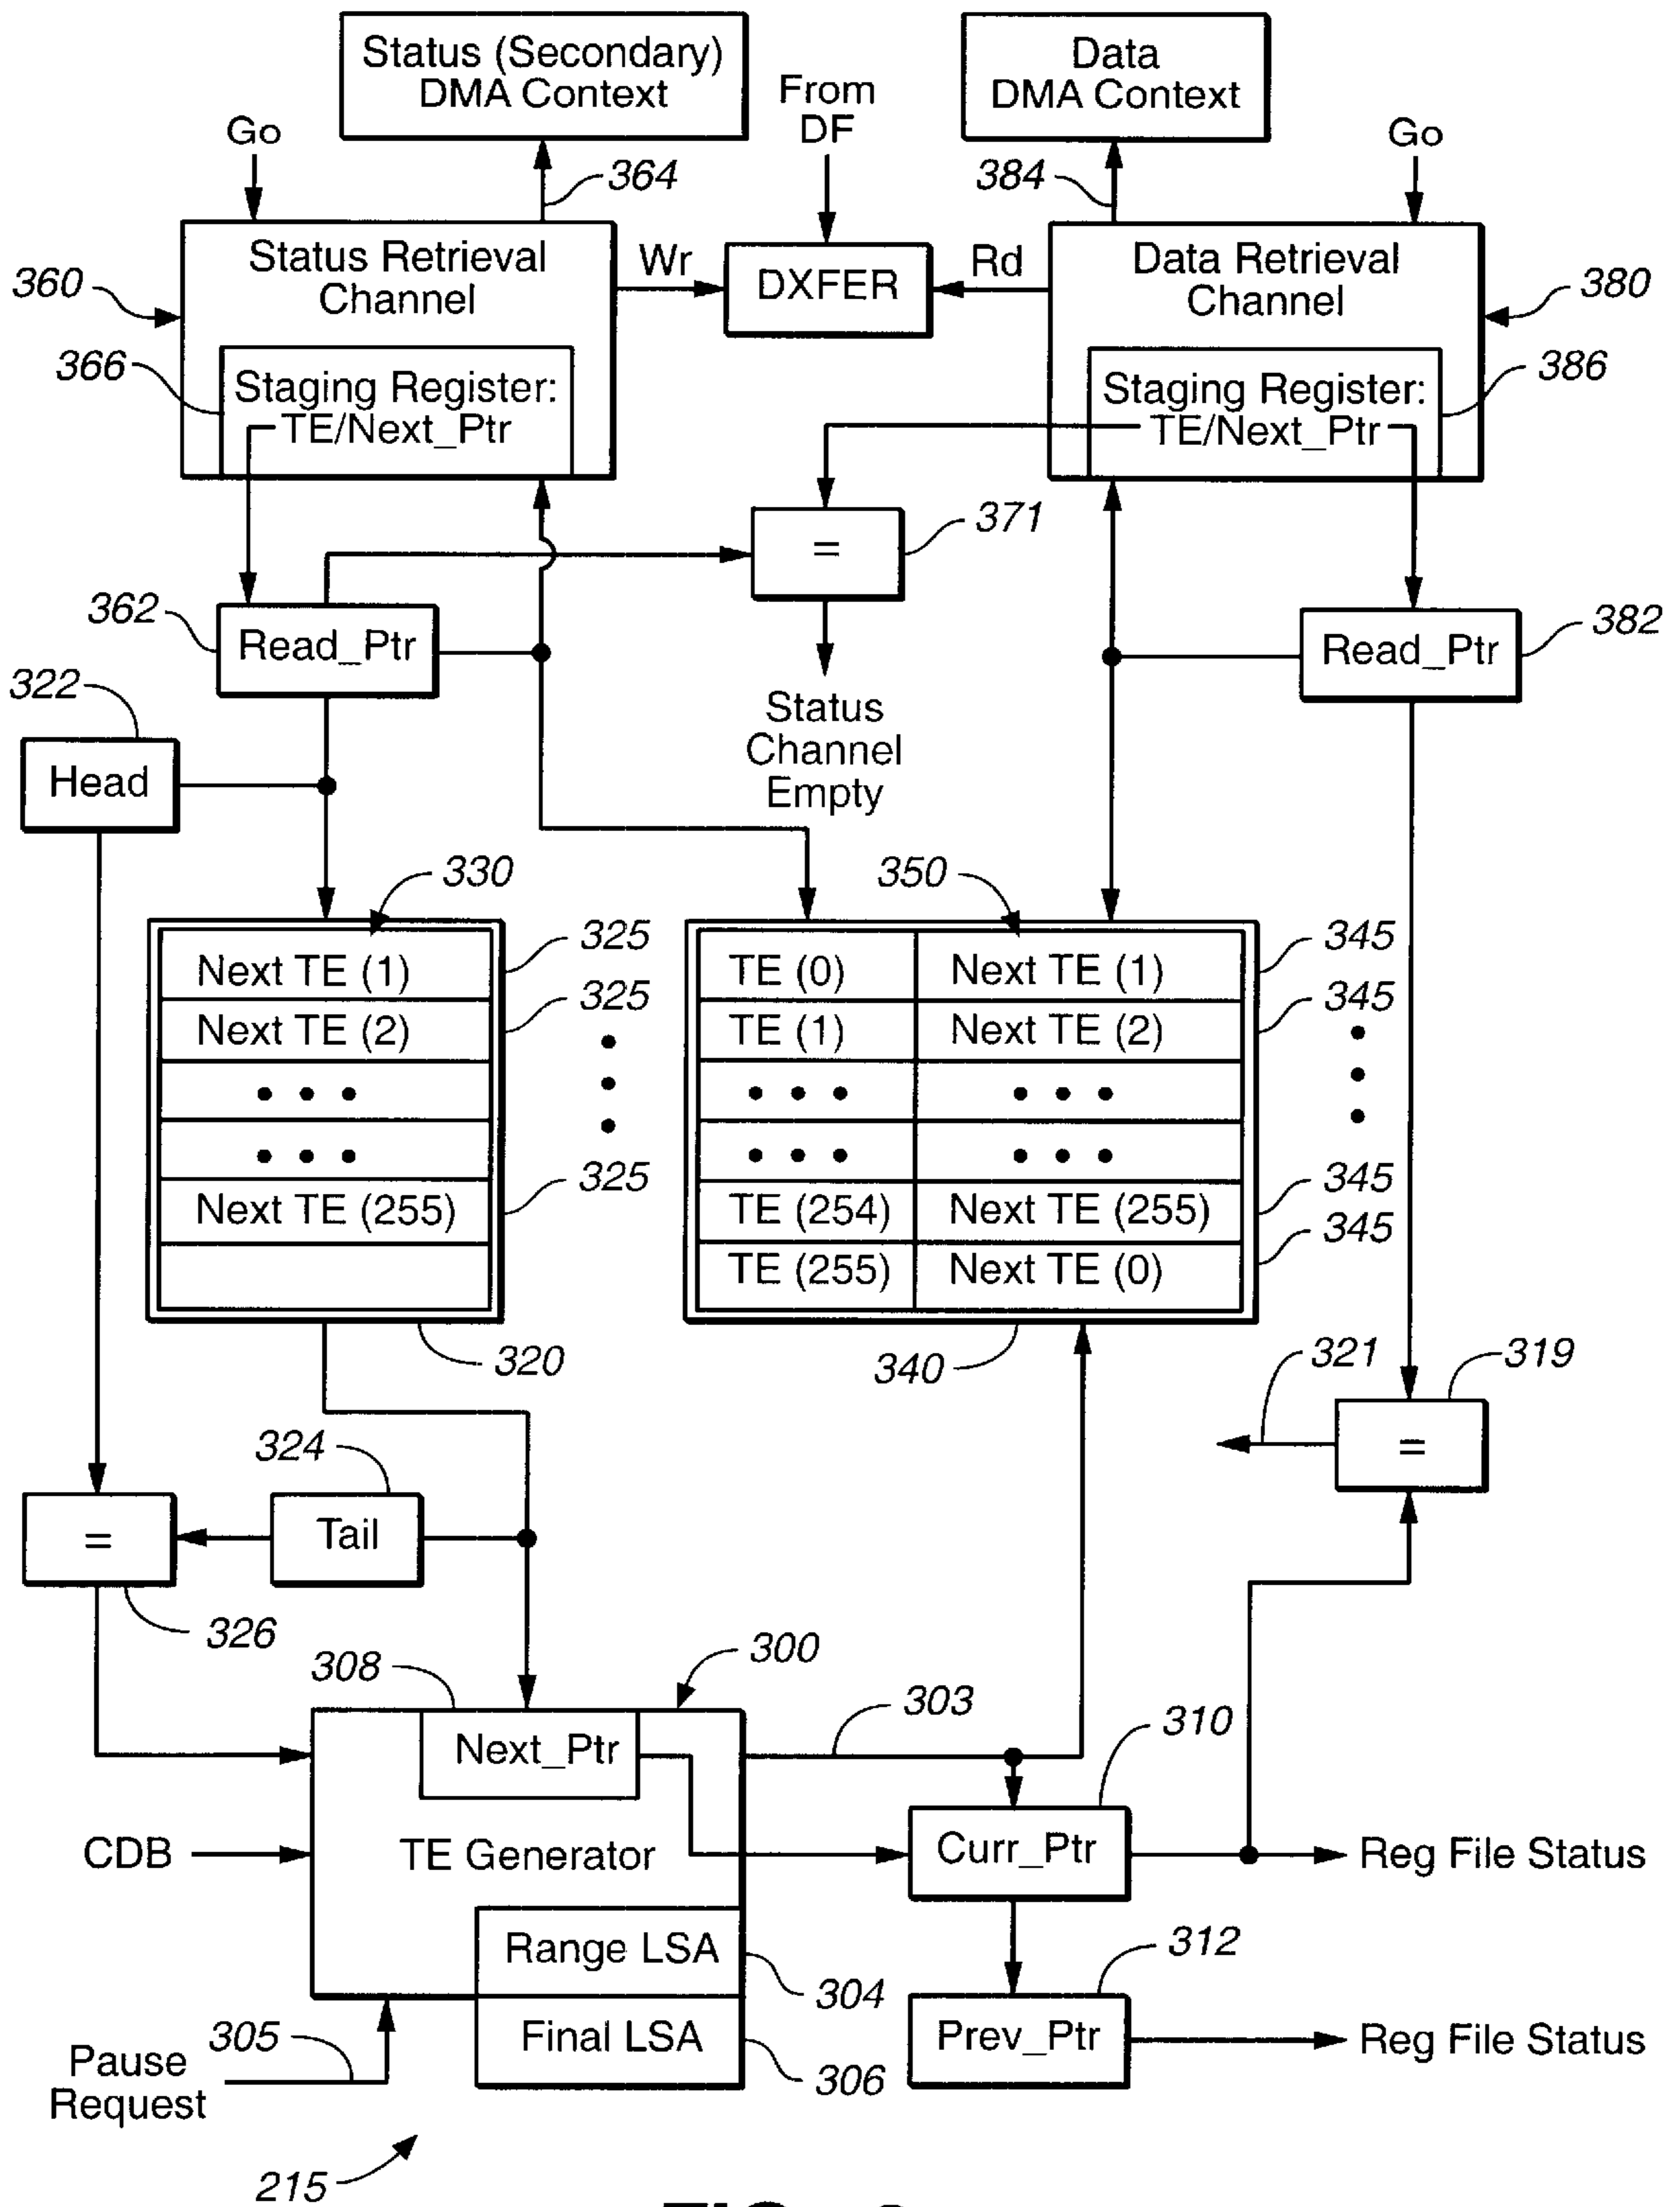 Status (Secondary)
DMA Context
From
DF
Data
DMA Context
Go
364
384
Go
360
Status Retrieval
Channel
Wr
DXFER
Rd
Data Retrieval
Channel
380
366
Staging Register:
TE/Next_Ptr
Staging Register:
TE/Next_Ptr
386
=
371
362
Read_Ptr
Read_Ptr
382
322
Head
Status
Channel
Empty
330
350
Next TE (1)
325
TE (0)
Next TE (1)
345
Next TE (2)
325
TE (1)
Next TE (2)
345
Next TE (255)
325
TE (254)
Next TE (255)
345
TE (255)
Next TE (0)
345
320
340
321
319
=
324
=
Tail
326
308
300
303
310
Next_Ptr
CDB
TE Generator
Curr_Ptr
Reg File Status
Range LSA
304
312
Final LSA
306
Prev_Ptr
Reg File Status
Pause
Request
305
215